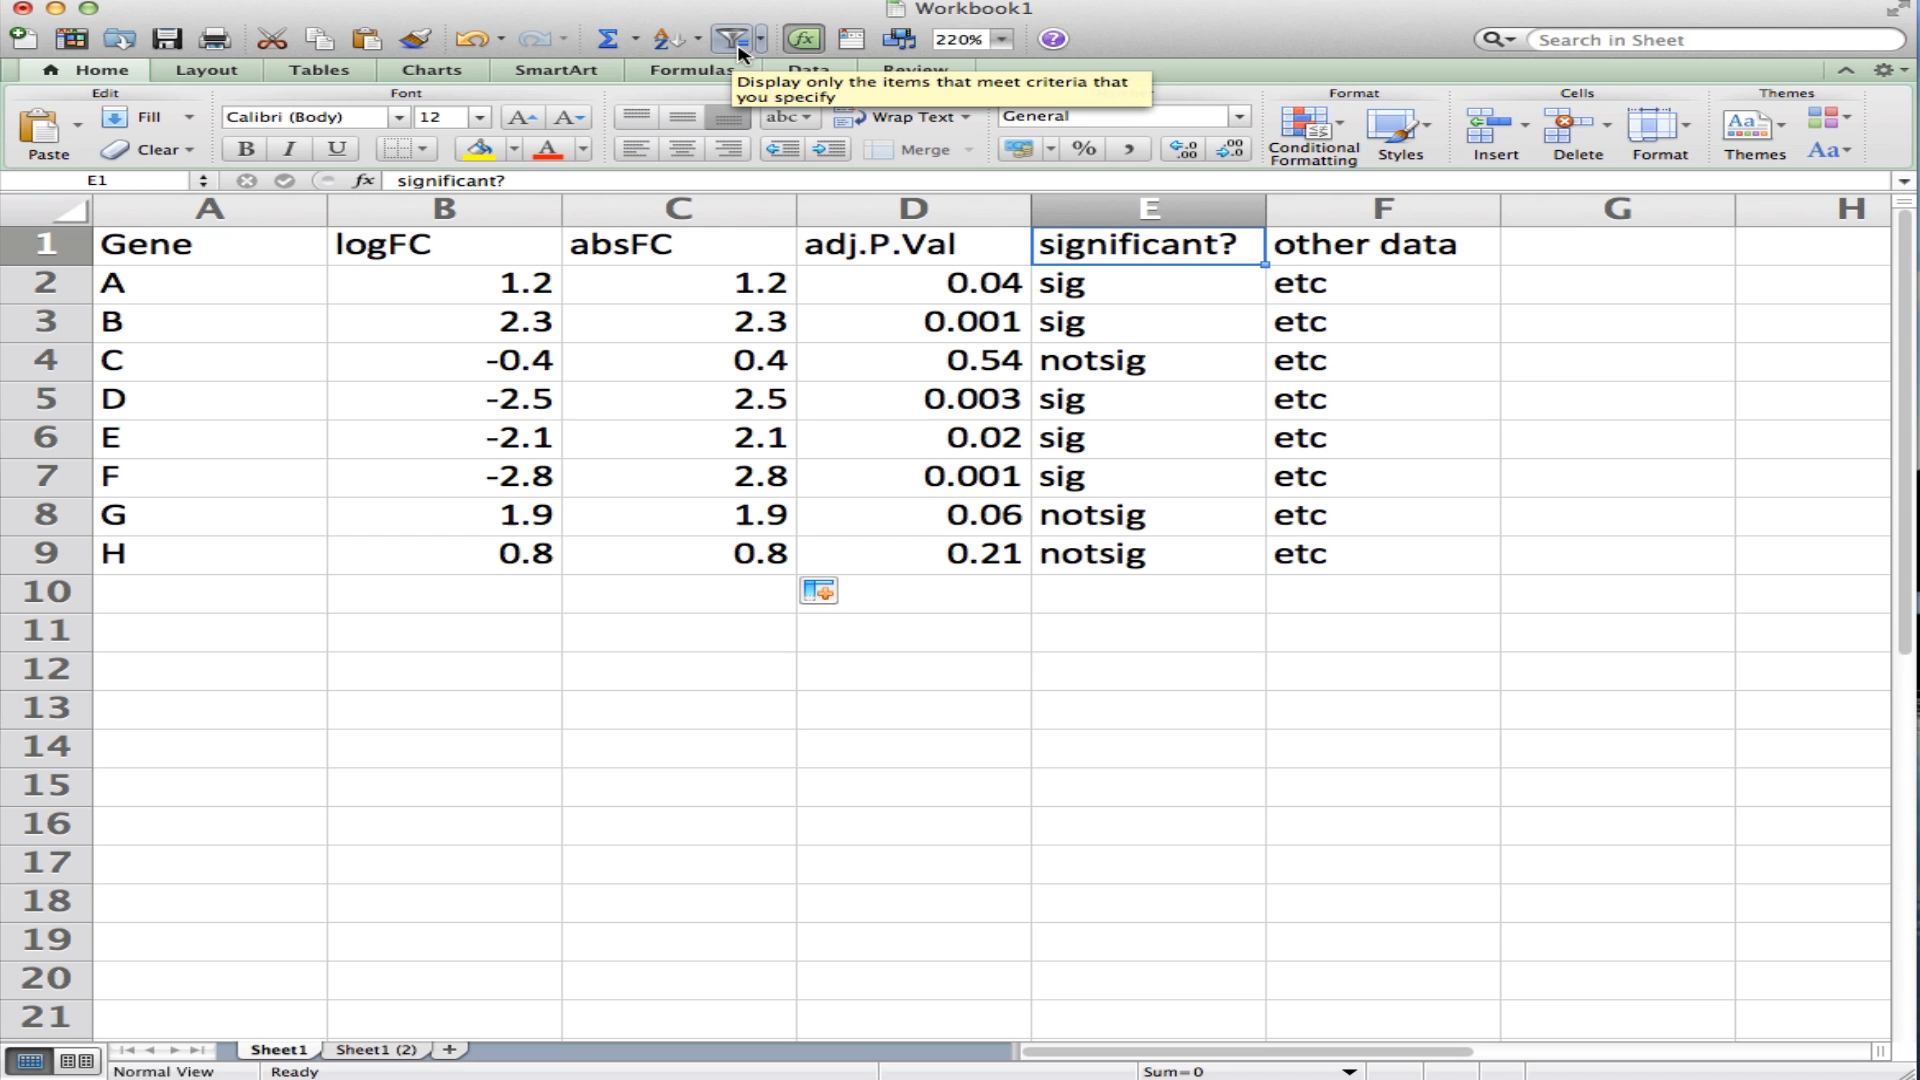 Workbook1
220%
Search in Sheet
Home Layout Tables Charts SmartArt Formulas Data Review
Display only the items that meet criteria that
you specify
Edit Font Format Cells Themes
Paste Fill Calibri (Body) 12 A A abc Wrap Text General Conditional
Formatting Styles Insert Delete Format Aa Themes
Clear B I U A Merge % , .00 .00 Aa
E1 fx significant?
A B C D E F G H
1 Gene logFC absFC adj.P.Val significant? other data
2 A 1.2 1.2 0.04 sig etc
3 B 2.3 2.3 0.001 sig etc
4 C -0.4 0.4 0.54 notsig etc
5 D -2.5 2.5 0.003 sig etc
6 E -2.1 2.1 0.02 sig etc
7 F -2.8 2.8 0.001 sig etc
8 G 1.9 1.9 0.06 notsig etc
9 H 0.8 0.8 0.21 notsig etc
10
11
12
13
14
15
16
17
18
19
20
21
Sheet1 Sheet1 (2) +
Normal View Ready Sum=0